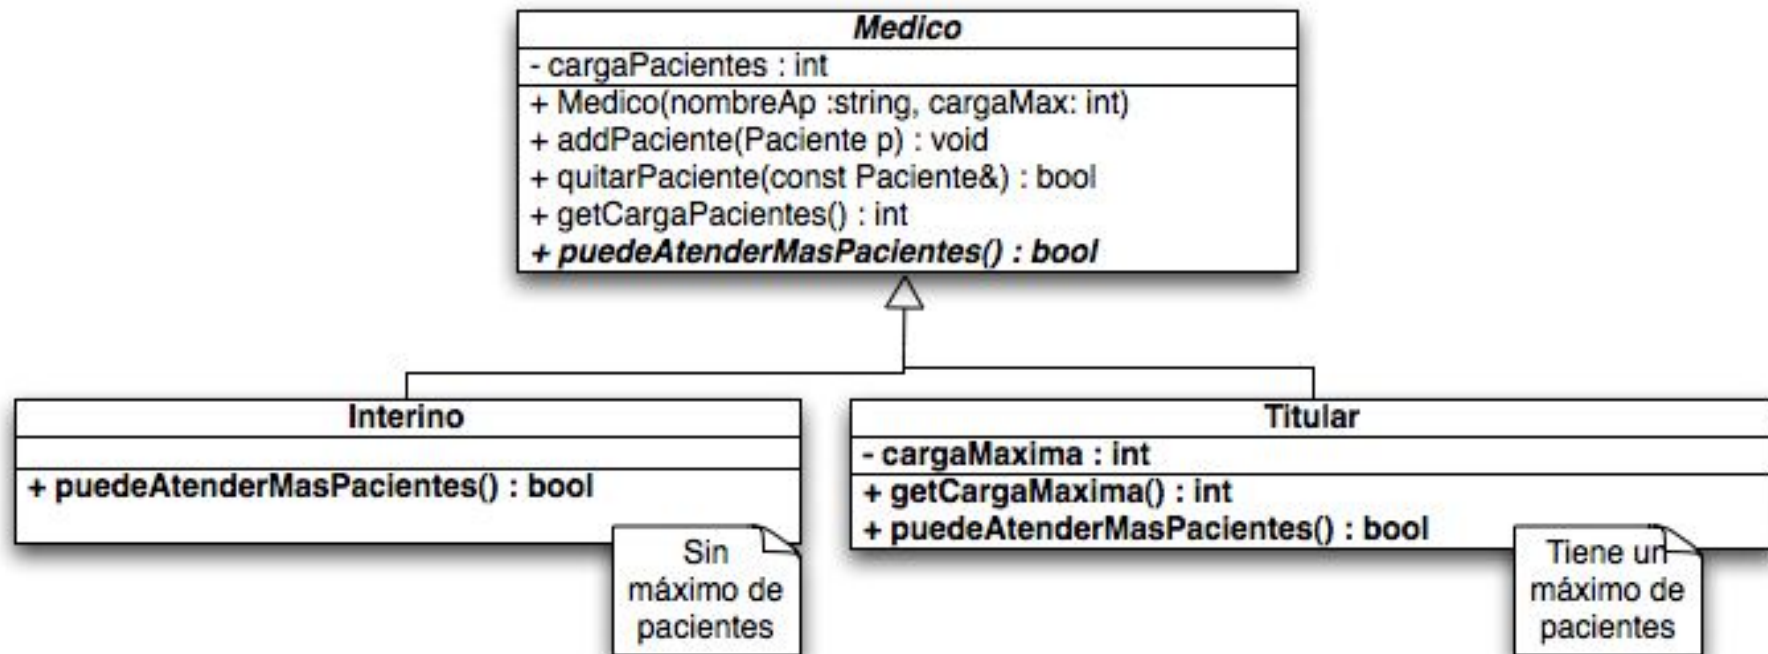 Medico
- cargaPacientes : int
+ Medico(nombreAp :string, cargaMax: int)
+ addPaciente(Paciente p) : void
+ quitarPaciente(const Paciente&) : bool
+ getCargaPacientes() : int
+ puedeAtenderMasPacientes() : bool
Interino
+ puedeAtenderMasPacientes() : bool
Sin
máximo de
pacientes
Titular
- cargaMaxima : int
+ getCargaMaxima() : int
+ puedeAtenderMasPacientes() : bool
Tiene un
máximo de
pacientes